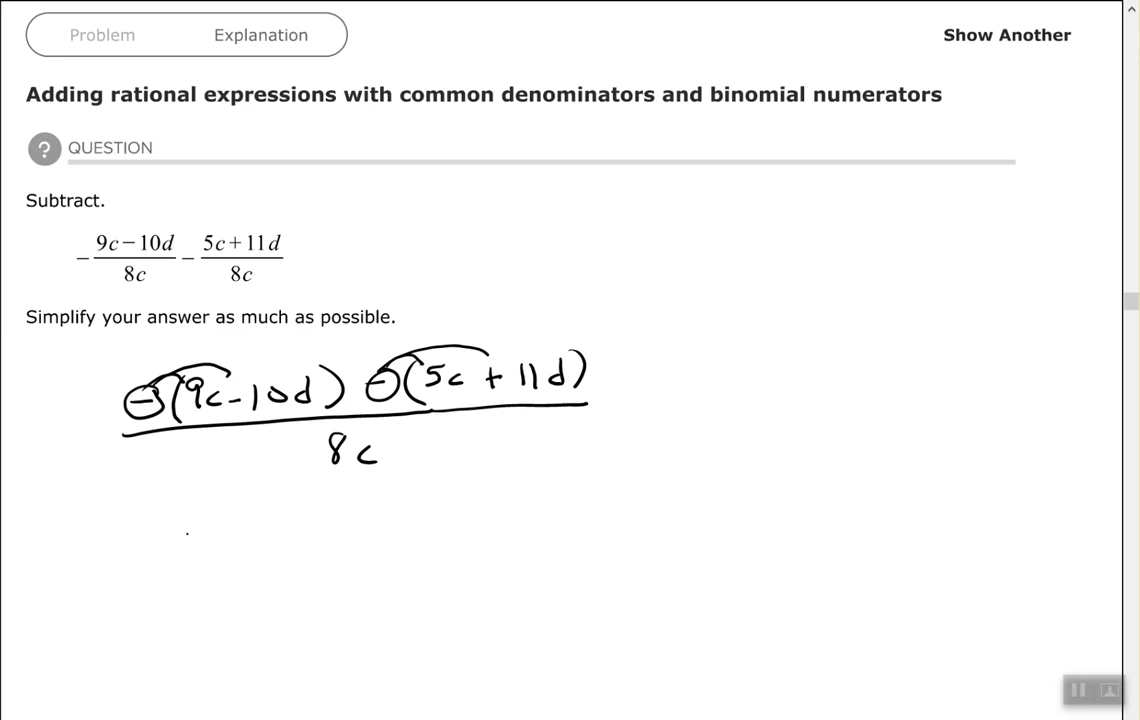 Problem Explanation Show Another
Adding rational expressions with common denominators and binomial numerators
? QUESTION
Subtract.
− 9c−10d − 5c+11d
8c 8c
Simplify your answer as much as possible.
−(9c−10d) −(5c+11d)
8c